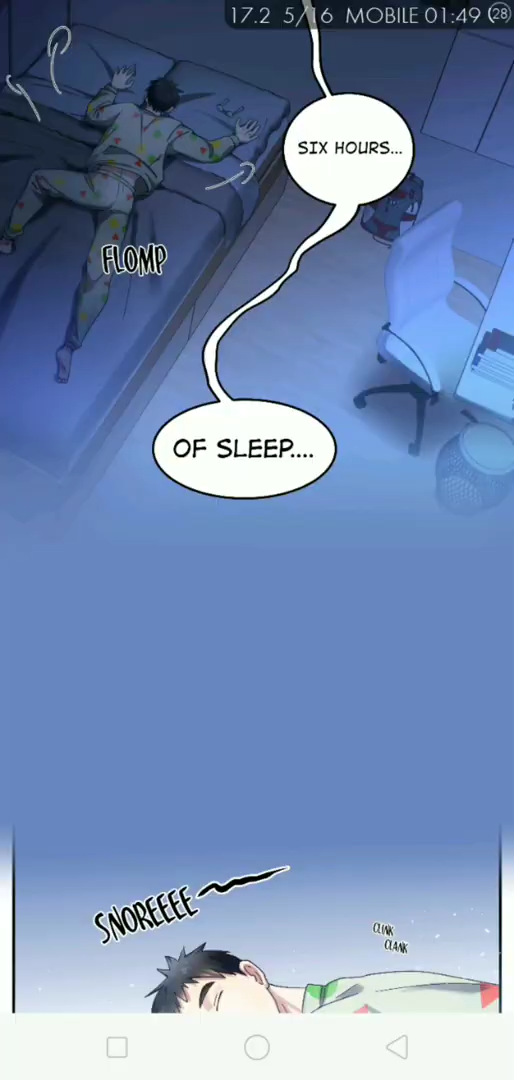 17.2 5/16 MOBILE 01:49 28
SIX HOURS...
FLOMP
OF SLEEP....
SNOREEEE
CLINK
CLANK